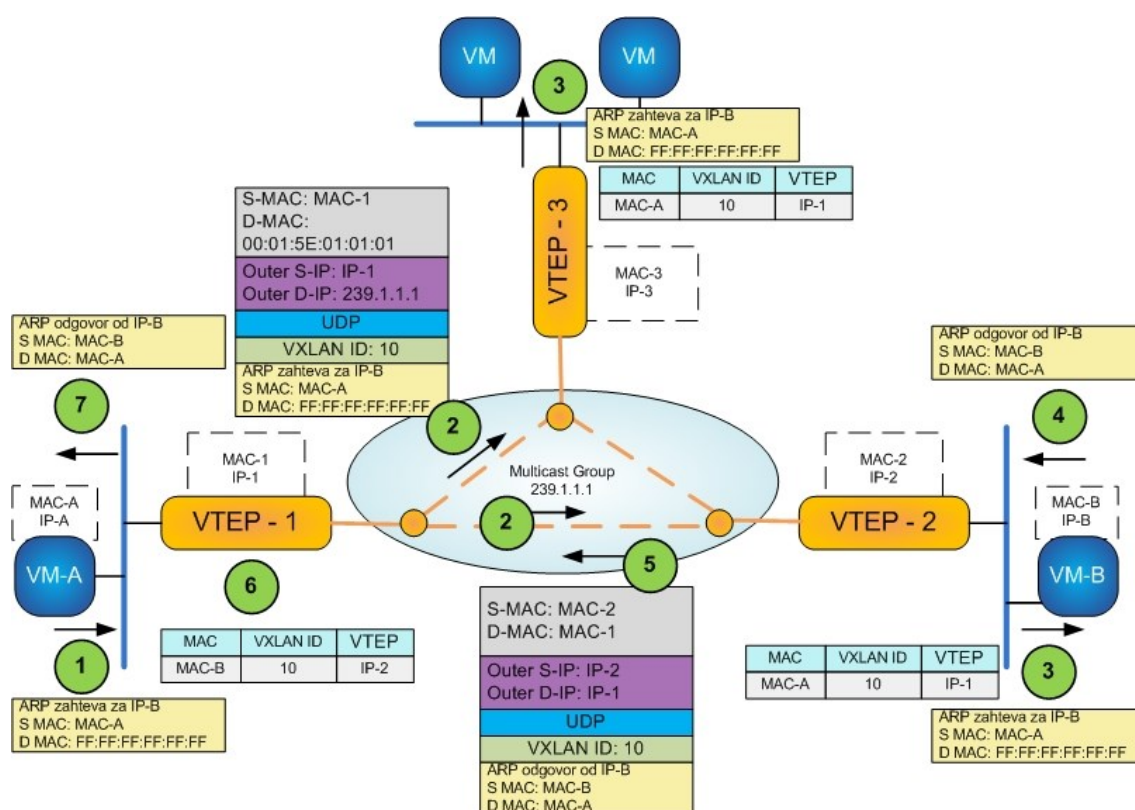 VM
VM
3
ARP zahteva za IP-B
S MAC: MAC-A
D MAC: FF:FF:FF:FF:FF:FF
MAC VXLAN ID VTEP
MAC-A 10 IP-1
VTEP - 3
MAC-3
IP-3
S-MAC: MAC-1
D-MAC:
00:01:5E:01:01:01
Outer S-IP: IP-1
Outer D-IP: 239.1.1.1
UDP
VXLAN ID: 10
ARP zahteva za IP-B
S MAC: MAC-A
D MAC: FF:FF:FF:FF:FF:FF
2
ARP odgovor od IP-B
S MAC: MAC-B
D MAC: MAC-A
7
ARP odgovor od IP-B
S MAC: MAC-B
D MAC: MAC-A
4
MAC-1
IP-1
VTEP - 1
MAC-A
IP-A
VM-A
Multicast Group
239.1.1.1
2
5
MAC-2
IP-2
VTEP - 2
MAC-B
IP-B
VM-B
6
MAC VXLAN ID VTEP
MAC-B 10 IP-2
1
ARP zahteva za IP-B
S MAC: MAC-A
D MAC: FF:FF:FF:FF:FF:FF
S-MAC: MAC-2
D-MAC: MAC-1
Outer S-IP: IP-2
Outer D-IP: IP-1
UDP
VXLAN ID: 10
ARP odgovor od IP-B
S MAC: MAC-B
D MAC: MAC-A
MAC VXLAN ID VTEP
MAC-A 10 IP-1
3
ARP zahteva za IP-B
S MAC: MAC-A
D MAC: FF:FF:FF:FF:FF:FF